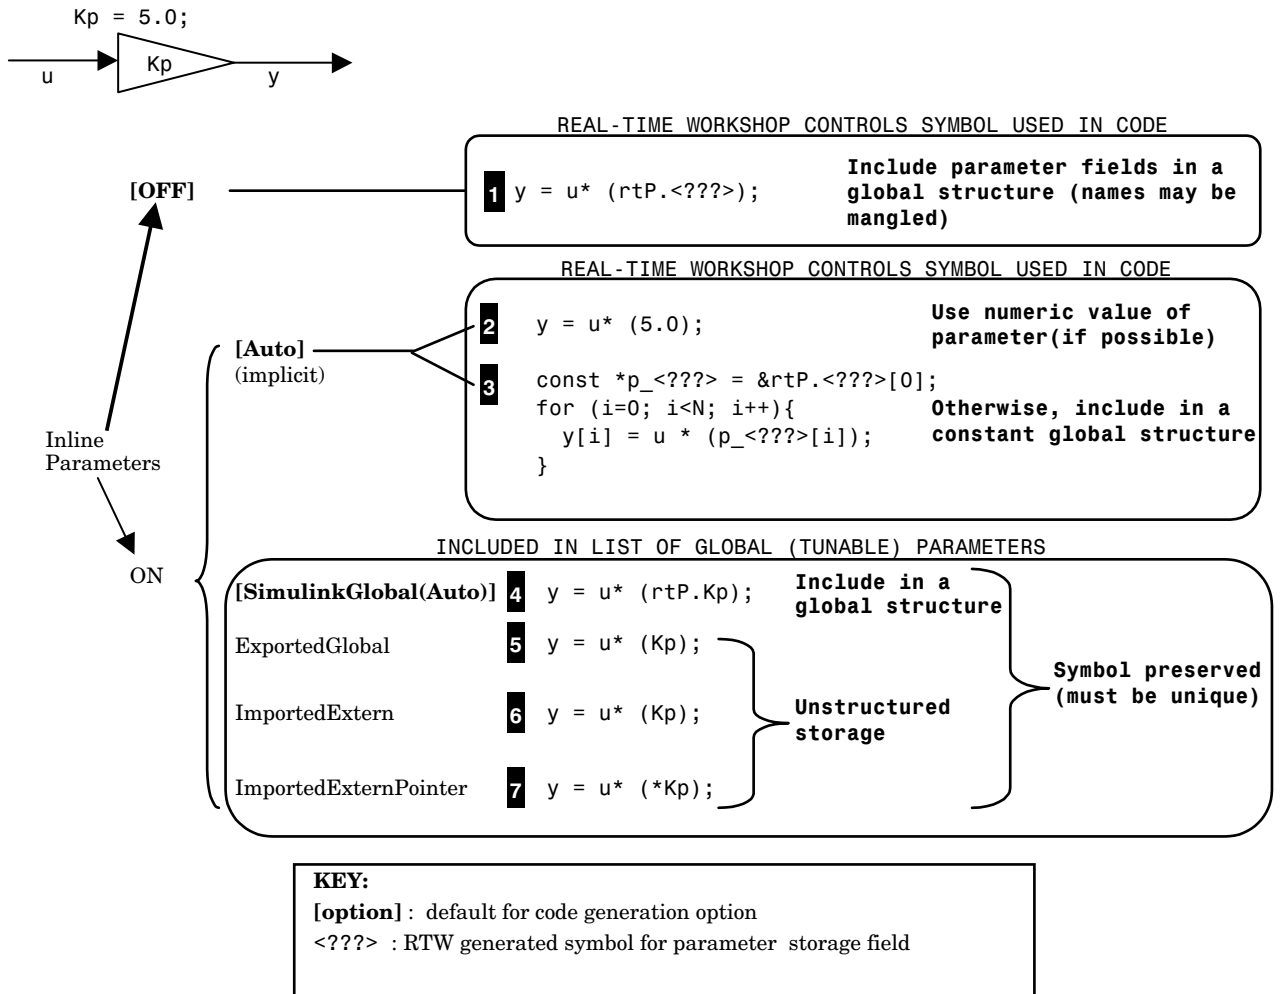 Kp = 5.0;
u
Kp
y
REAL-TIME WORKSHOP CONTROLS SYMBOL USED IN CODE
[OFF]
1 y = u* (rtP.<???>);
Include parameter fields in a
global structure (names may be
mangled)
REAL-TIME WORKSHOP CONTROLS SYMBOL USED IN CODE
[Auto]
(implicit)
2 y = u* (5.0);
Use numeric value of
parameter(if possible)
3 const *p_<???> = &rtP.<???>[0];
for (i=0; i<N; i++){
y[i] = u * (p_<???>[i]);
}
Otherwise, include in a
constant global structure
Inline
Parameters
ON
INCLUDED IN LIST OF GLOBAL (TUNABLE) PARAMETERS
[SimulinkGlobal(Auto)] 4 y = u* (rtP.Kp);
Include in a
global structure
ExportedGlobal 5 y = u* (Kp);
ImportedExtern 6 y = u* (Kp);
ImportedExternPointer 7 y = u* (*Kp);
Unstructured
storage
Symbol preserved
(must be unique)
KEY:
[option] : default for code generation option
<???> : RTW generated symbol for parameter storage field